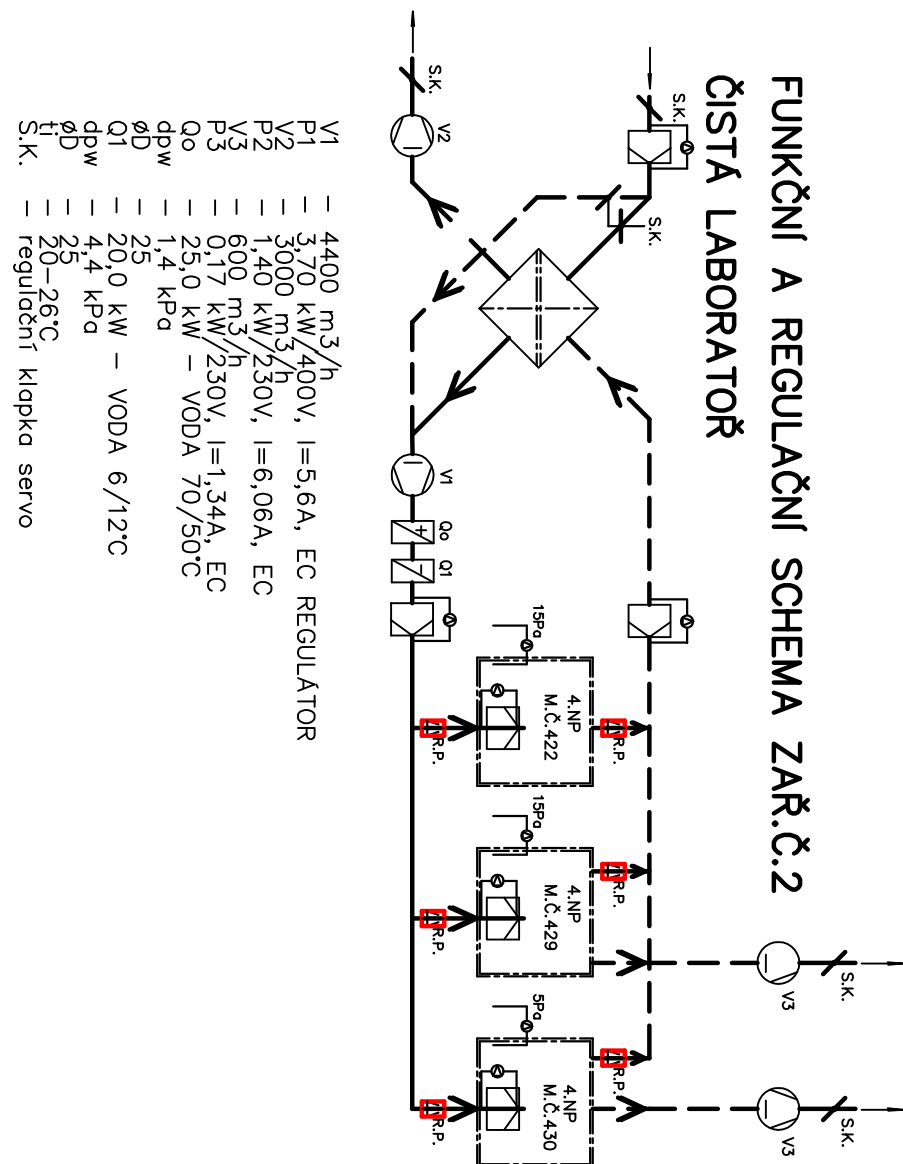 FUNKČNÍ A REGULAČNÍ SCHEMA ZAŘ.Č.2
ČISTÁ LABORATOŘ
S.K.
S.K.
S.K.
V2
V1
Qo
Q1
15Pa
4.NP
M.Č.422
R.P.
R.P.
15Pa
4.NP
M.Č.429
R.P.
R.P.
V3
S.K.
5Pa
4.NP
M.Č.430
R.P.
R.P.
V3
S.K.
V1 – 4400 m3/h
P1 – 3,70 kW/400V, I=5,6A, EC REGULÁTOR
V2 – 3000 m3/h
P2 – 1,40 kW/230V, I=6,06A, EC
V3 – 600 m3/h
P3 – 0,17 kW/230V, I=1,34A, EC
Qo – 25,0 kW – VODA 70/50°C
dpw – 1,4 kPa
øD – 25
Q1 – 20,0 kW – VODA 6/12°C
dpw – 4,4 kPa
øD – 25
ti – 20–26°C
S.K. – regulační klapka servo